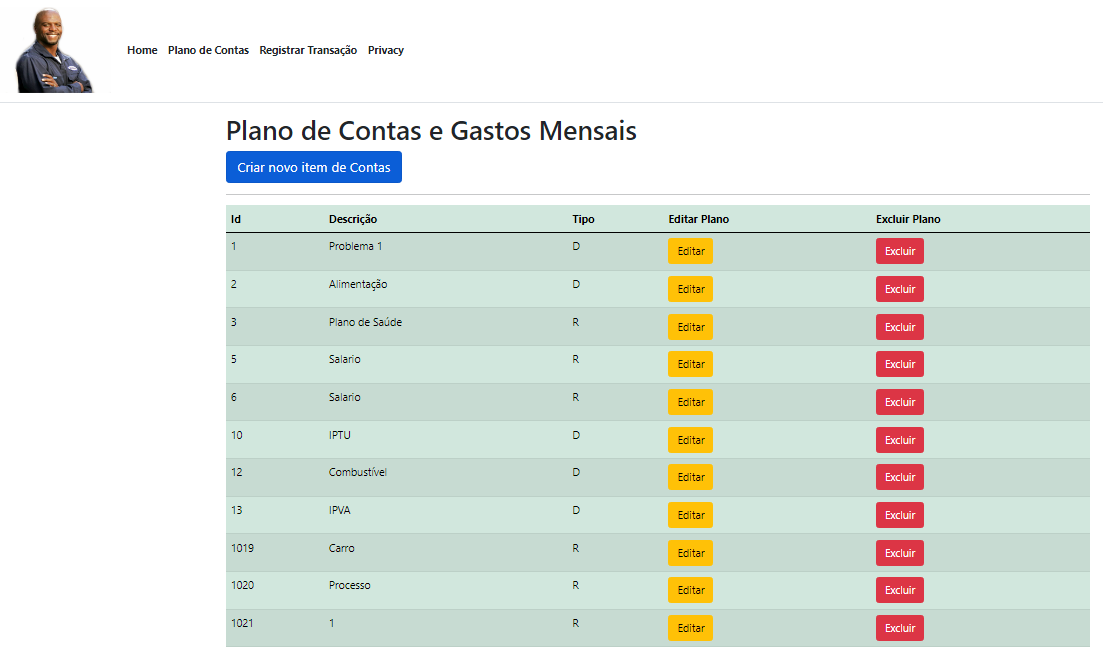 Home Plano de Contas Registrar Transação Privacy
Plano de Contas e Gastos Mensais
Criar novo item de Contas
Id Descrição Tipo Editar Plano Excluir Plano
1 Problema 1 D Editar Excluir
2 Alimentação D Editar Excluir
3 Plano de Saúde R Editar Excluir
5 Salario R Editar Excluir
6 Salario R Editar Excluir
10 IPTU D Editar Excluir
12 Combustível D Editar Excluir
13 IPVA D Editar Excluir
1019 Carro R Editar Excluir
1020 Processo R Editar Excluir
1021 1 R Editar Excluir